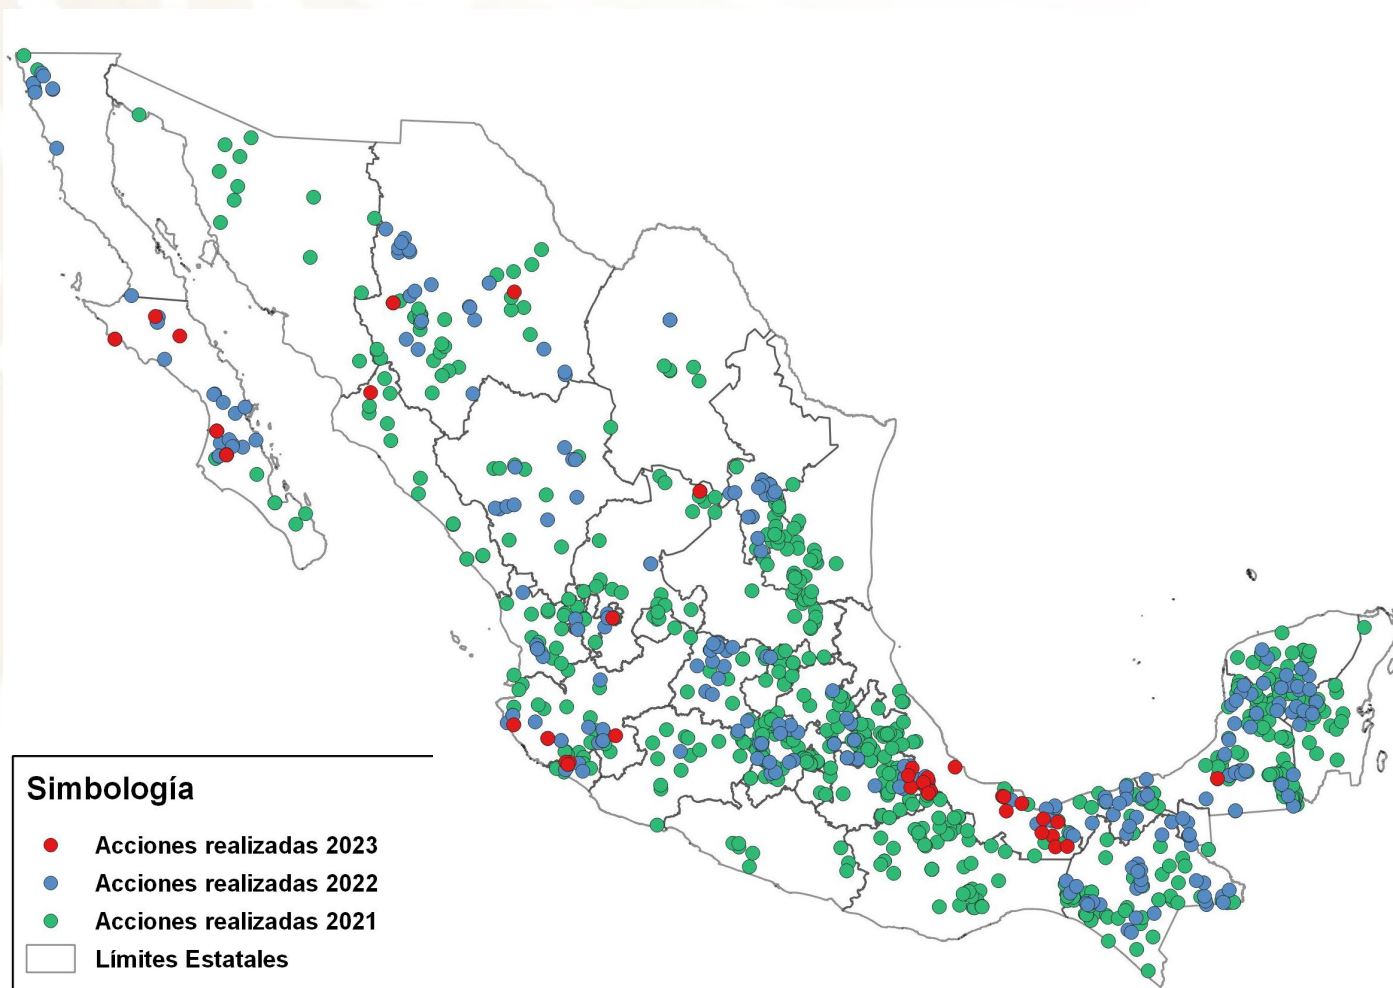 Simbología
Acciones realizadas 2023
Acciones realizadas 2022
Acciones realizadas 2021
Límites Estatales